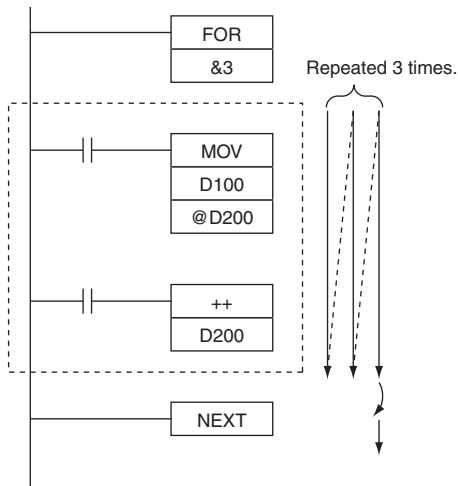 FOR
&3
Repeated 3 times.
MOV
D100
@D200
++
D200
NEXT